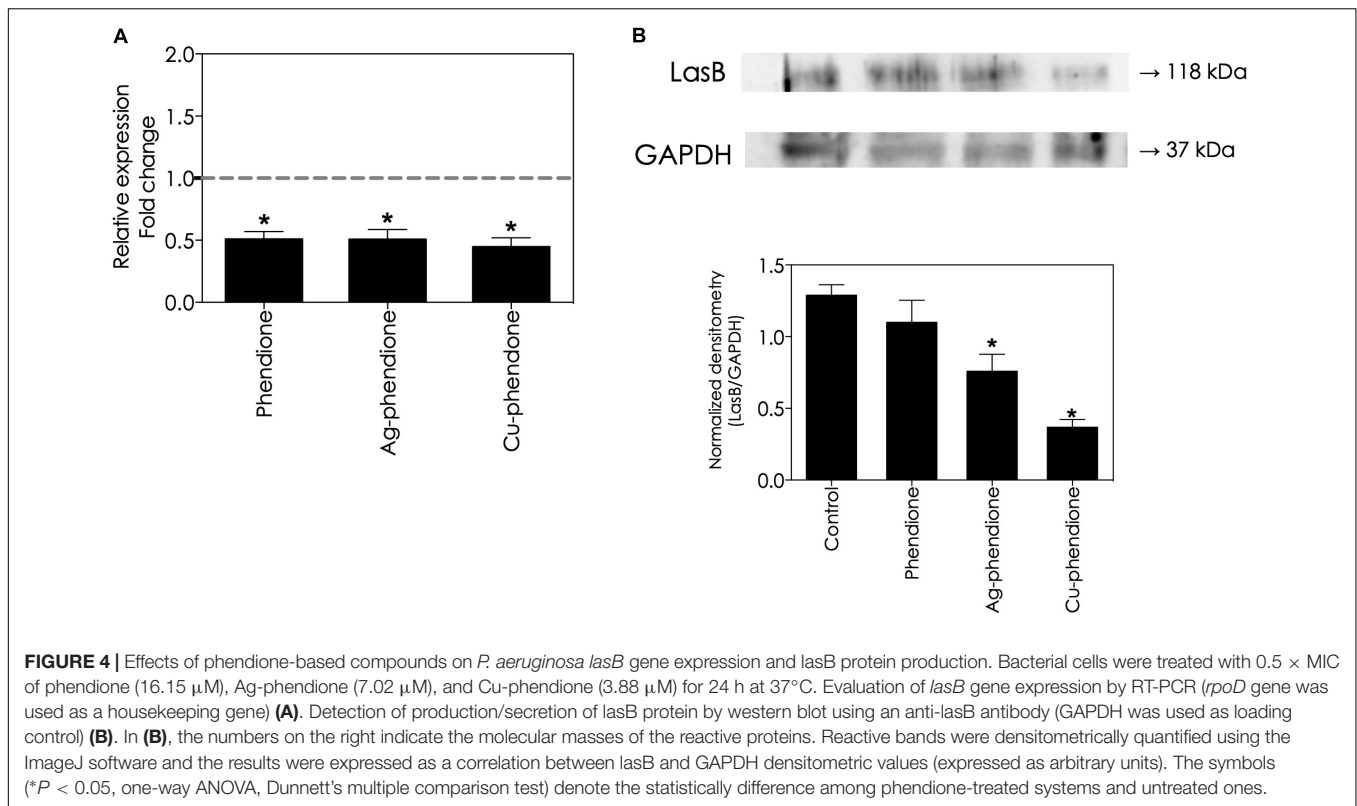 A
2.0
1.5
1.0
0.5
0.0
Relative expression
Fold change
*
*
*
Phendione
Ag-phendione
Cu-phendone
B
LasB
→ 118 kDa
GAPDH
→ 37 kDa
1.5
1.0
0.5
0.0
Normalized densitometry
(LasB/GAPDH)
*
*
Control
Phendione
Ag-phendione
Cu-phendione
FIGURE 4 | Effects of phendione-based compounds on P. aeruginosa lasB gene expression and lasB protein production. Bacterial cells were treated with 0.5 × MIC
of phendione (16.15 μM), Ag-phendione (7.02 μM), and Cu-phendione (3.88 μM) for 24 h at 37°C. Evaluation of lasB gene expression by RT-PCR (rpoD gene was
used as a housekeeping gene) (A). Detection of production/secretion of lasB protein by western blot using an anti-lasB antibody (GAPDH was used as loading
control) (B). In (B), the numbers on the right indicate the molecular masses of the reactive proteins. Reactive bands were densitometrically quantified using the
ImageJ software and the results were expressed as a correlation between lasB and GAPDH densitometric values (expressed as arbitrary units). The symbols
(*P < 0.05, one-way ANOVA, Dunnett's multiple comparison test) denote the statistically difference among phendione-treated systems and untreated ones.